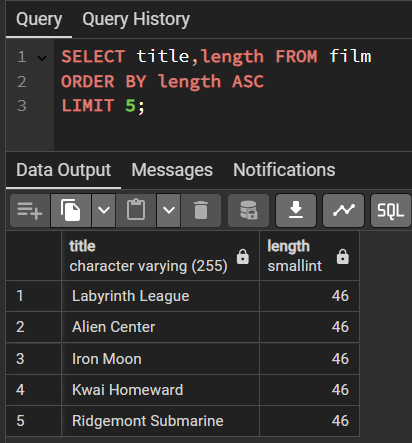 Query Query History
1 SELECT title,length FROM film
2 ORDER BY length ASC
3 LIMIT 5;
Data Output Messages Notifications
SQL
title length
character varying (255) smallint
1 Labyrinth League 46
2 Alien Center 46
3 Iron Moon 46
4 Kwai Homeward 46
5 Ridgemont Submarine 46